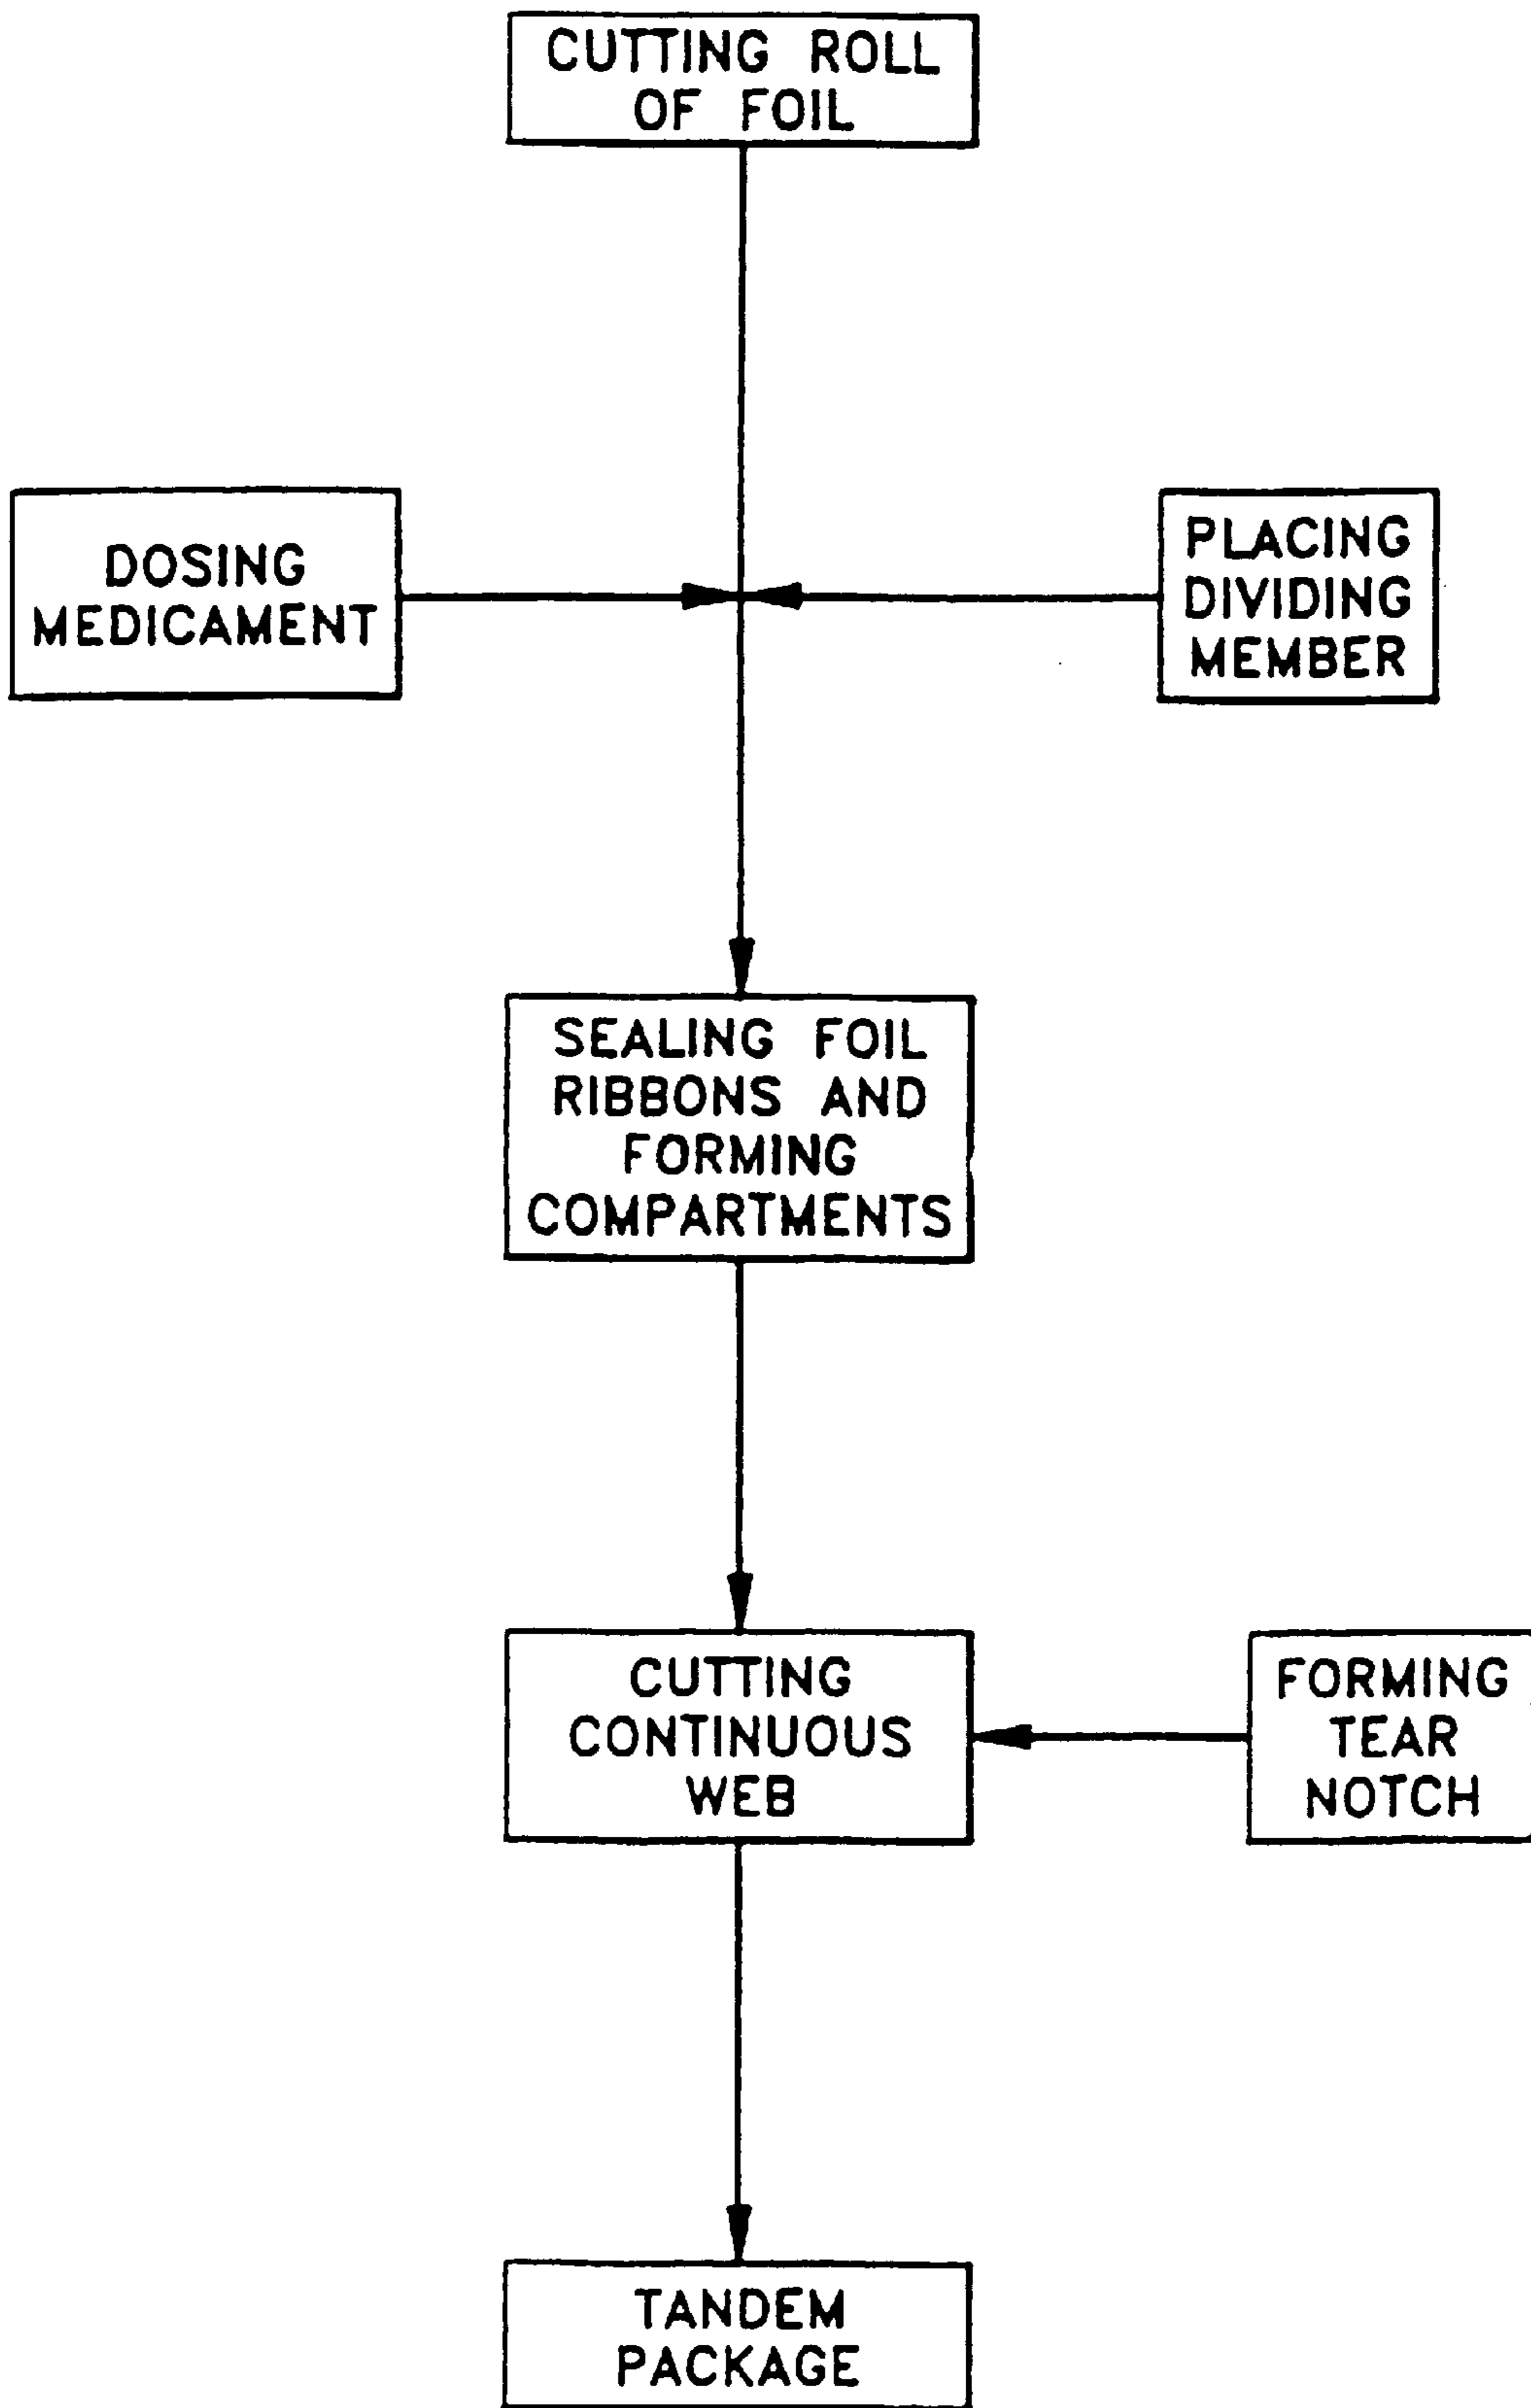 CUTTING ROLL
OF FOIL
DOSING
MEDICAMENT
PLACING
DIVIDING
MEMBER
SEALING FOIL
RIBBONS AND
FORMING
COMPARTMENTS
CUTTING
CONTINUOUS
WEB
FORMING
TEAR
NOTCH
TANDEM
PACKAGE